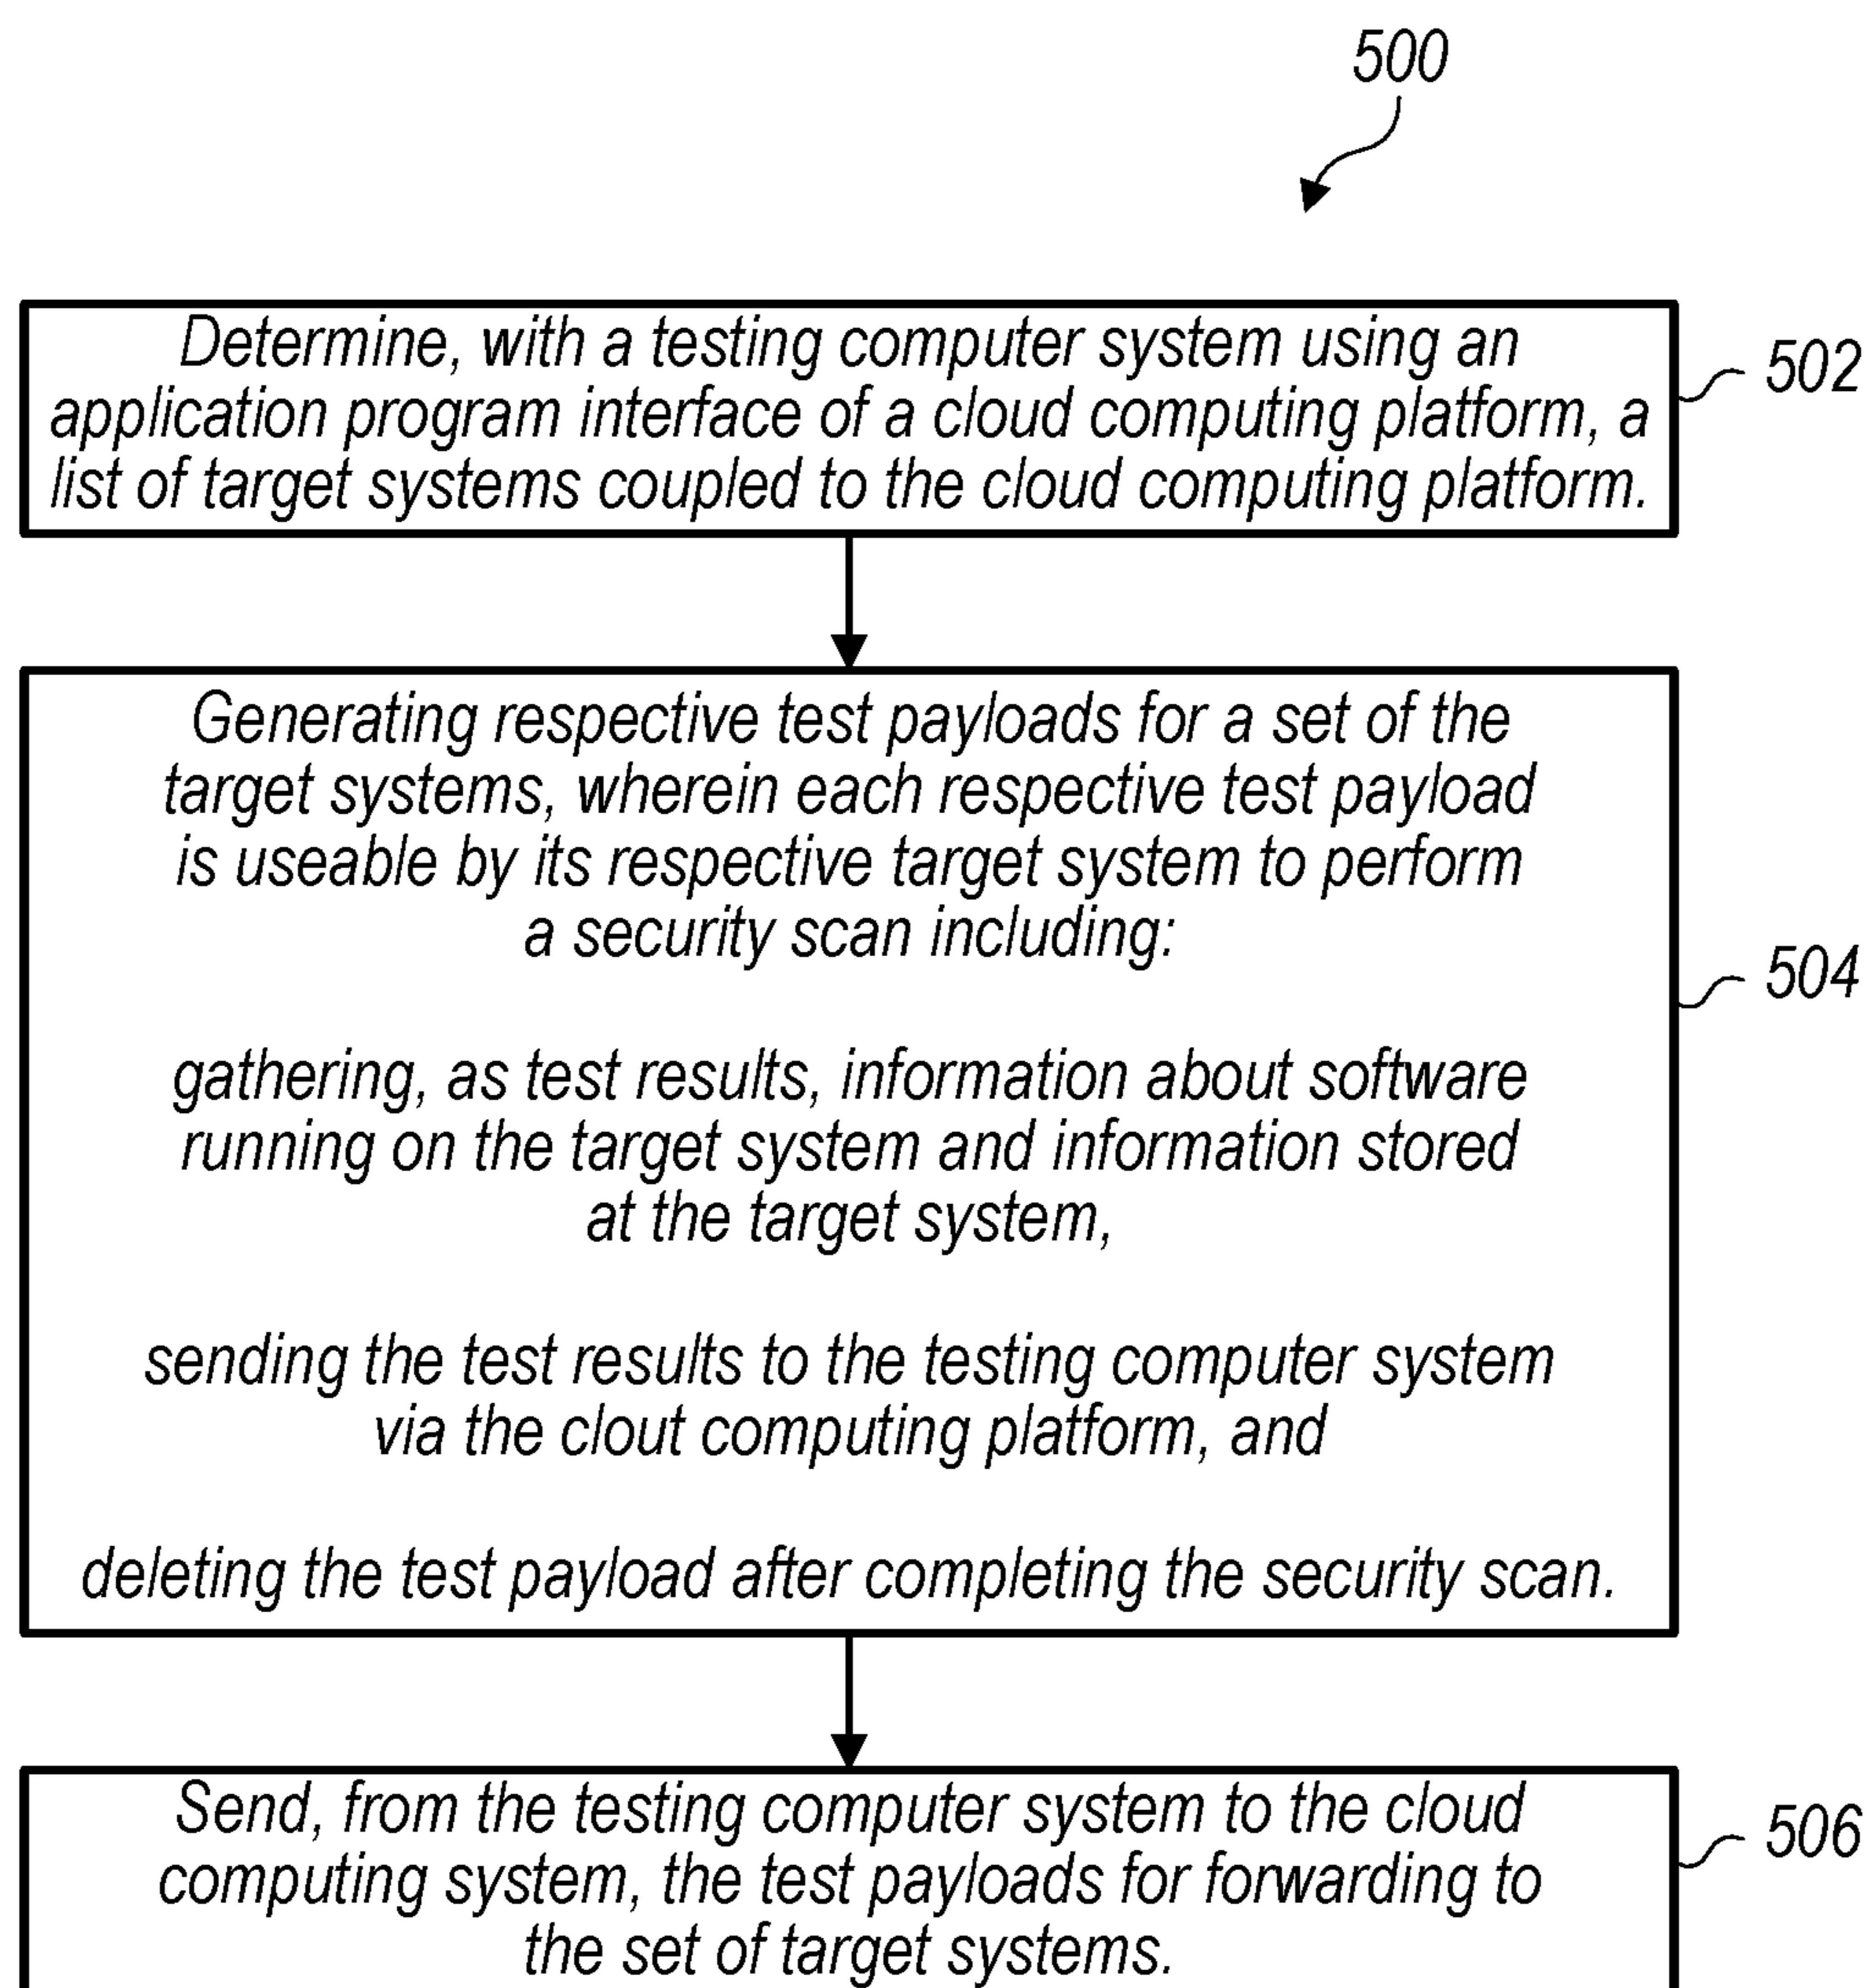 500
Determine, with a testing computer system using an
application program interface of a cloud computing platform, a
list of target systems coupled to the cloud computing platform.
502
Generating respective test payloads for a set of the
target systems, wherein each respective test payload
is useable by its respective target system to perform
a security scan including:
gathering, as test results, information about software
running on the target system and information stored
at the target system,
sending the test results to the testing computer system
via the clout computing platform, and
deleting the test payload after completing the security scan.
504
Send, from the testing computer system to the cloud
computing system, the test payloads for forwarding to
the set of target systems.
506